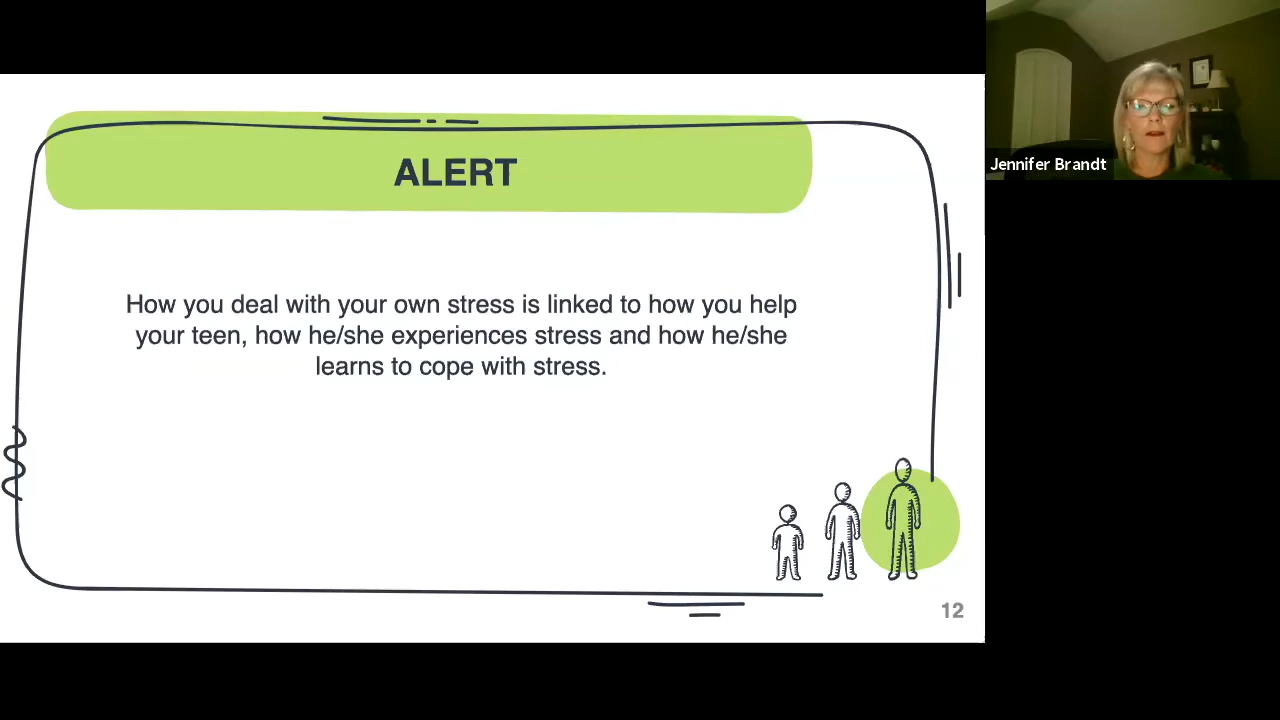 ALERT
How you deal with your own stress is linked to how you help
your teen, how he/she experiences stress and how he/she
learns to cope with stress.
12
Jennifer Brandt